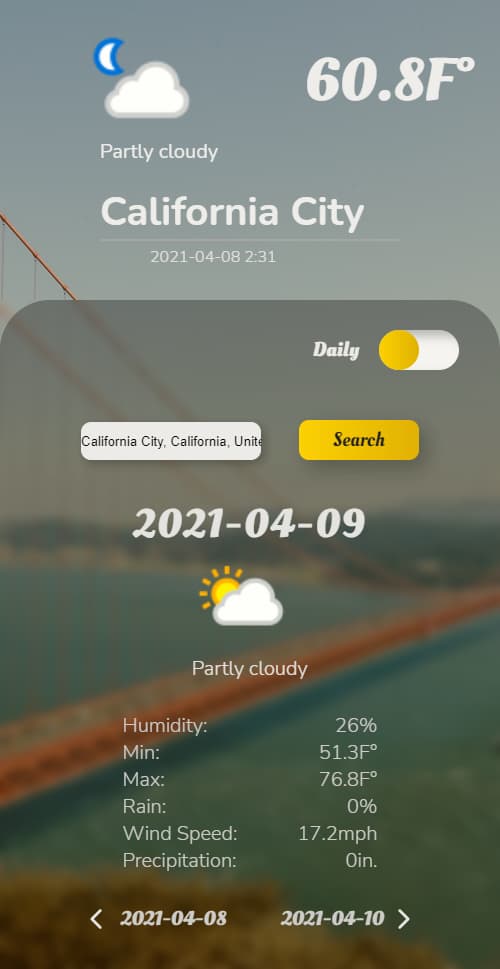 60.8F°
Partly cloudy
California City
2021-04-08 2:31
Daily
California City, California, Unite
Search
2021-04-09
Partly cloudy
Humidity: 26%
Min: 51.3F°
Max: 76.8F°
Rain: 0%
Wind Speed: 17.2mph
Precipitation: 0in.
2021-04-08 2021-04-10